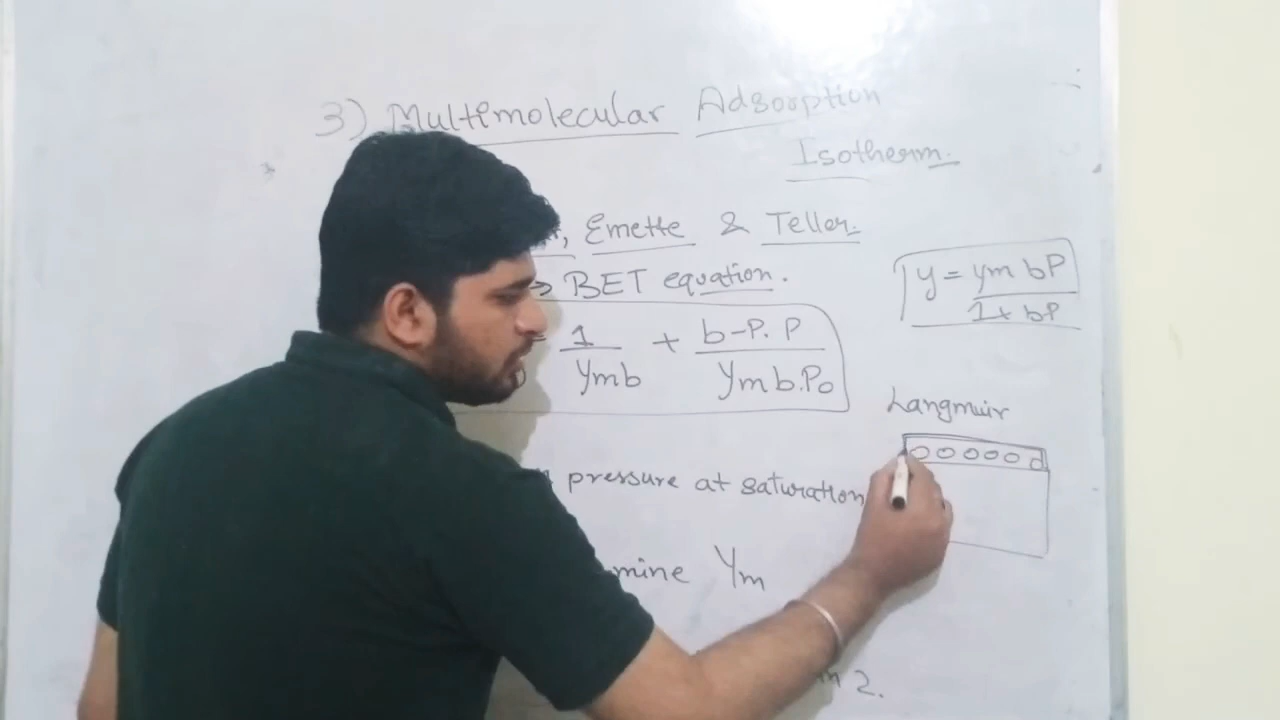 3) Multimolecular Adsorption
Isotherm.
, Emette & Teller.
→ BET equation.
1/Ymb + b-P. P/Ymb.Po
y = ym bP/1+ bP
Langmuir
pressure at saturation
mine Ym
2.